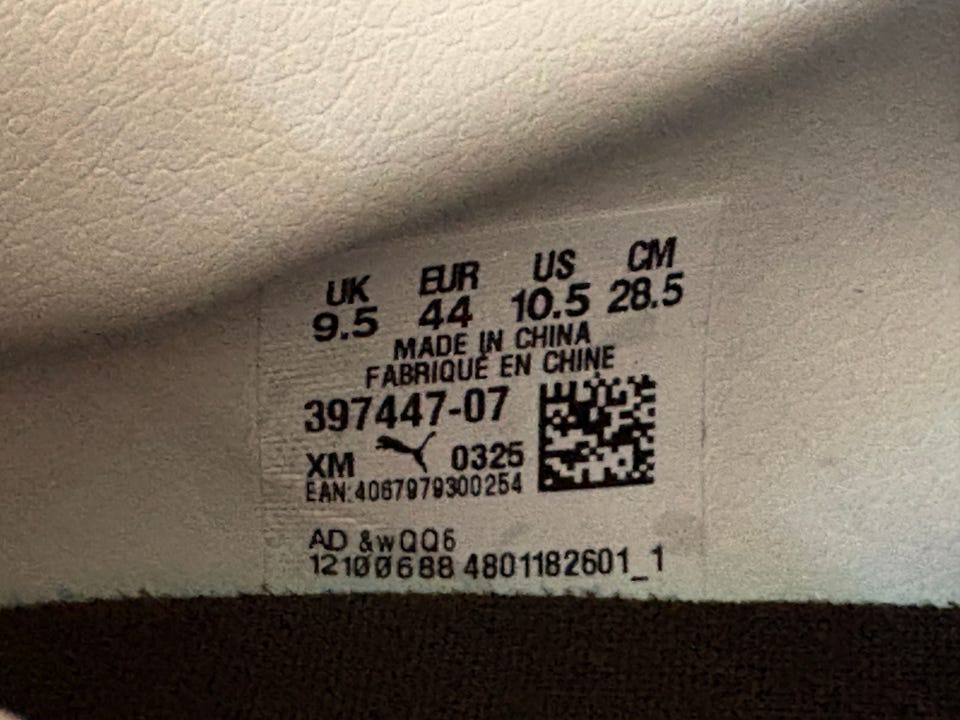 UK EUR US CM
9.5 44 10.5 28.5
MADE IN CHINA
FABRIQUÉ EN CHINE
397447-07
XM 0325
EAN:4067979300254
AD &wQQ6
12100688 4801182601_1